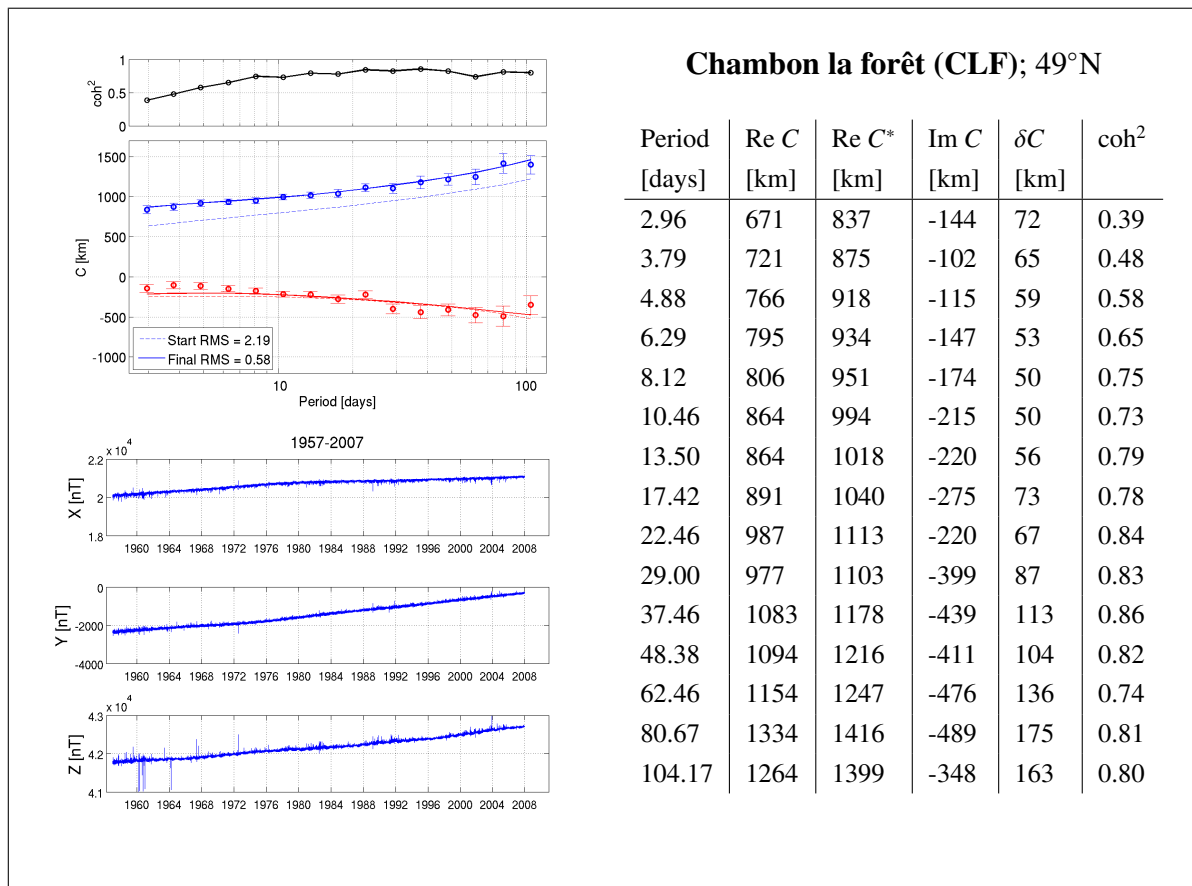 Chambon la forêt (CLF); 49°N
1
0.5
0
coh²
1500
1000
500
0
-500
-1000
C [km]
Start RMS = 2.19
Final RMS = 0.58
10 100
Period [days]
1957-2007
x 10⁴
2.2
2
1.8
X [nT]
1960 1964 1968 1972 1976 1980 1984 1988 1992 1996 2000 2004 2008
0
-2000
-4000
Y [nT]
1960 1964 1968 1972 1976 1980 1984 1988 1992 1996 2000 2004 2008
x 10⁴
4.3
4.2
4.1
Z [nT]
1960 1964 1968 1972 1976 1980 1984 1988 1992 1996 2000 2004 2008
Period Re C Re C* Im C δC coh²
[days] [km] [km] [km] [km]
2.96 671 837 -144 72 0.39
3.79 721 875 -102 65 0.48
4.88 766 918 -115 59 0.58
6.29 795 934 -147 53 0.65
8.12 806 951 -174 50 0.75
10.46 864 994 -215 50 0.73
13.50 864 1018 -220 56 0.79
17.42 891 1040 -275 73 0.78
22.46 987 1113 -220 67 0.84
29.00 977 1103 -399 87 0.83
37.46 1083 1178 -439 113 0.86
48.38 1094 1216 -411 104 0.82
62.46 1154 1247 -476 136 0.74
80.67 1334 1416 -489 175 0.81
104.17 1264 1399 -348 163 0.80